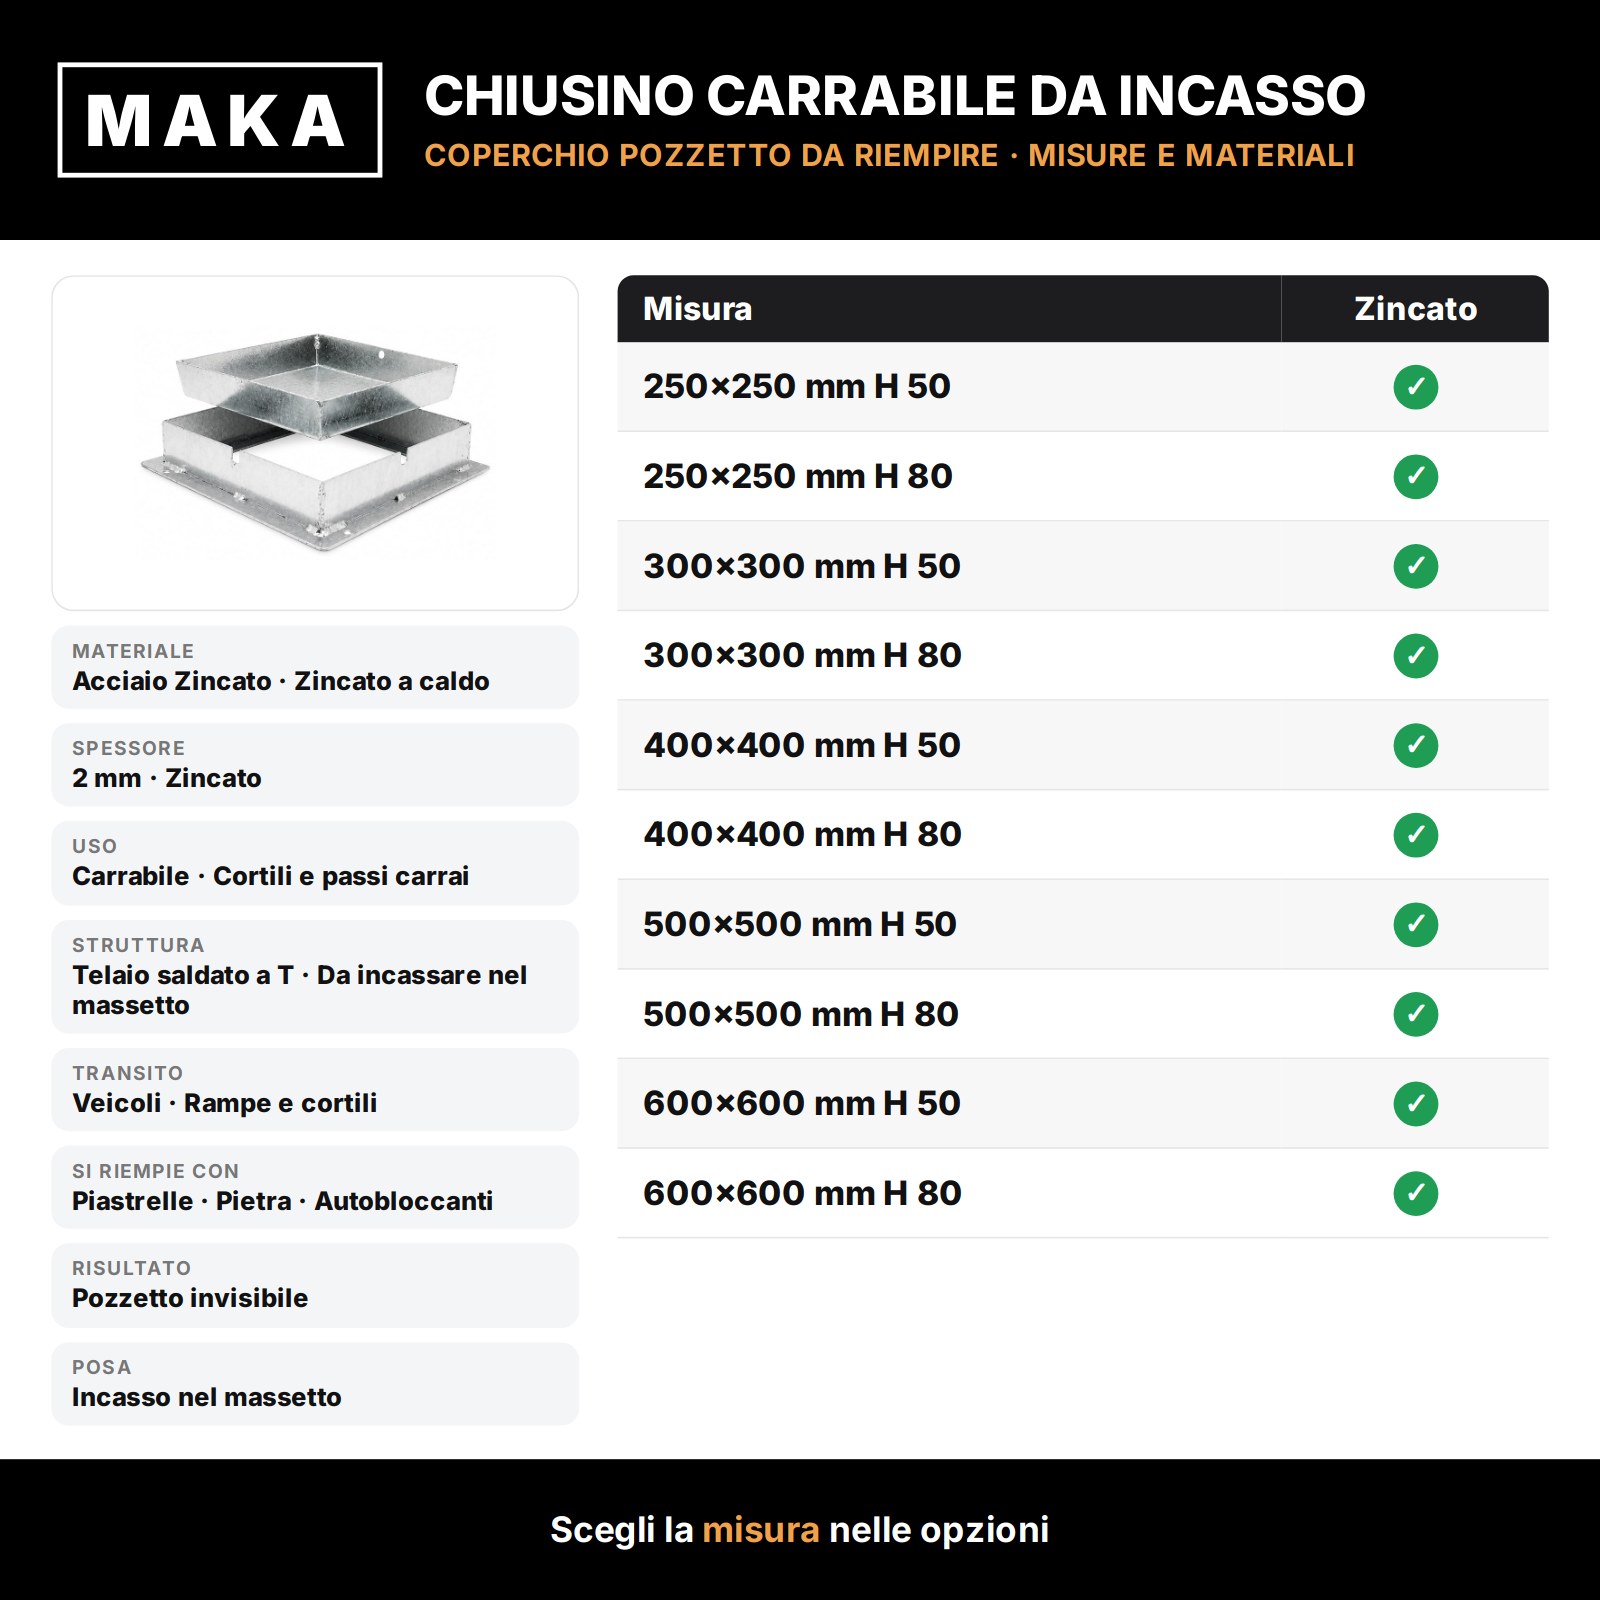 MAKA
CHIUSINO CARRABILE DA INCASSO
COPERCHIO POZZETTO DA RIEMPIRE · MISURE E MATERIALI
MATERIALE
Acciaio Zincato · Zincato a caldo
SPESSORE
2 mm · Zincato
USO
Carrabile · Cortili e passi carrai
STRUTTURA
Telaio saldato a T · Da incassare nel
massetto
TRANSITO
Veicoli · Rampe e cortili
SI RIEMPIE CON
Piastrelle · Pietra · Autobloccanti
RISULTATO
Pozzetto invisibile
POSA
Incasso nel massetto
Misura Zincato
250×250 mm H 50 ✓
250×250 mm H 80 ✓
300×300 mm H 50 ✓
300×300 mm H 80 ✓
400×400 mm H 50 ✓
400×400 mm H 80 ✓
500×500 mm H 50 ✓
500×500 mm H 80 ✓
600×600 mm H 50 ✓
600×600 mm H 80 ✓
Scegli la misura nelle opzioni